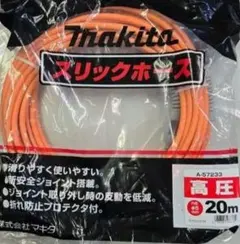 makita
スリックホース
滑りやすく使いやすい。
新安全ジョイント搭載。
ジョイント取り外し時の反動を低減。
折れ防止プロテクタ付。
A-57233
高圧
20m
株式会社マキタ